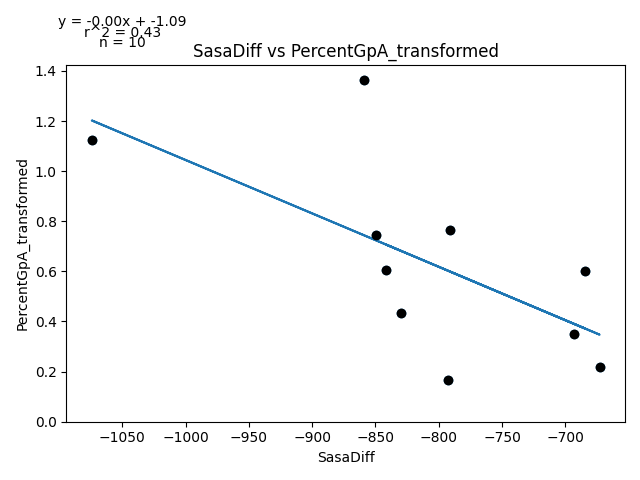 y = -0.00x + -1.09
r^2 = 0.43
n = 10
SasaDiff vs PercentGpA_transformed
1.4
1.2
1.0
0.8
0.6
0.4
0.2
0.0
PercentGpA_transformed
−1050 −1000 −950 −900 −850 −800 −750 −700
SasaDiff